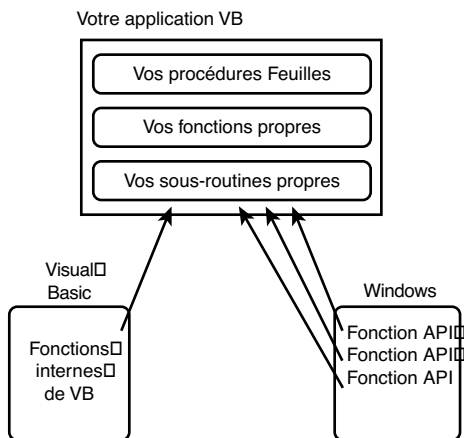 Votre application VB
Vos procédures Feuilles
Vos fonctions propres
Vos sous-routines propres
Visual
Basic
Fonctions
internes
de VB
Windows
Fonction API
Fonction API
Fonction API